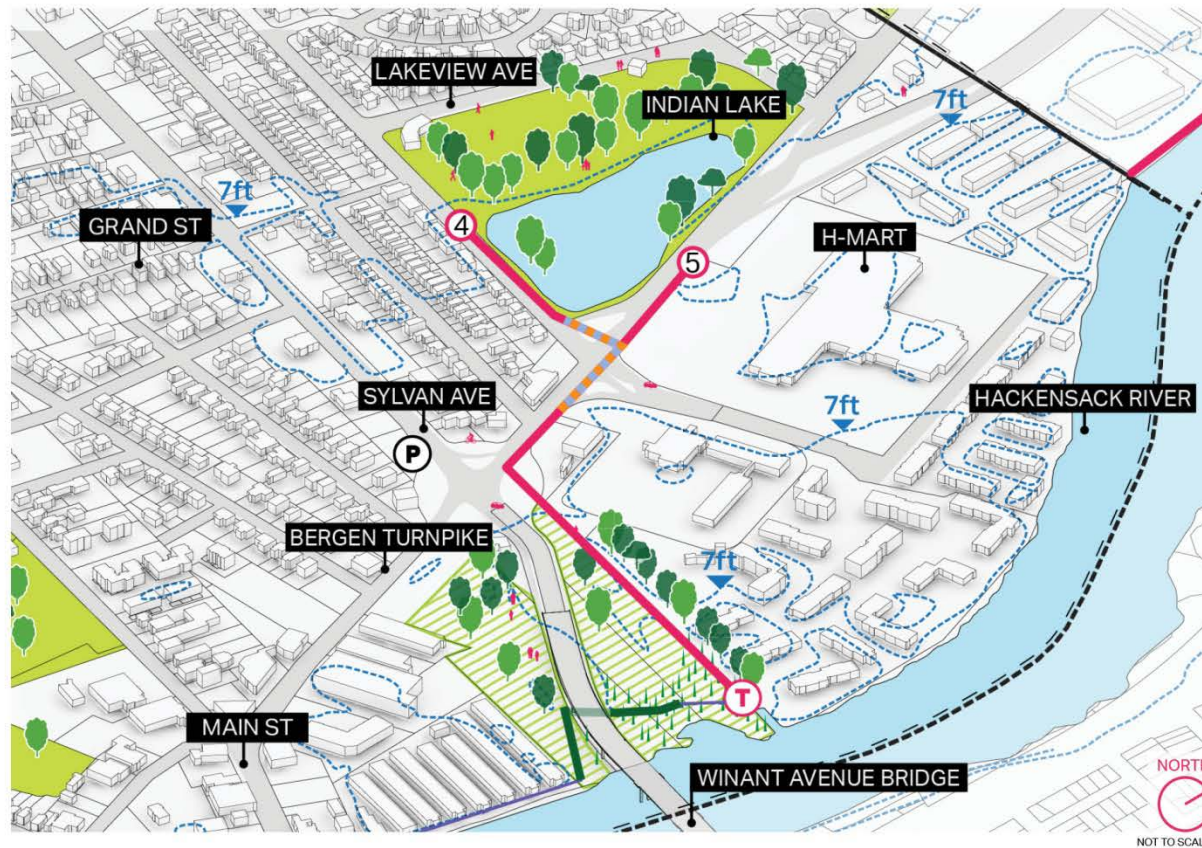 LAKEVIEW AVE
INDIAN LAKE
7ft
7ft
GRAND ST
4
H-MART
5
SYLVAN AVE
7ft
HACKENSACK RIVER
P
BERGEN TURNPIKE
7ft
T
MAIN ST
WINANT AVENUE BRIDGE
NORTH
NOT TO SCAL